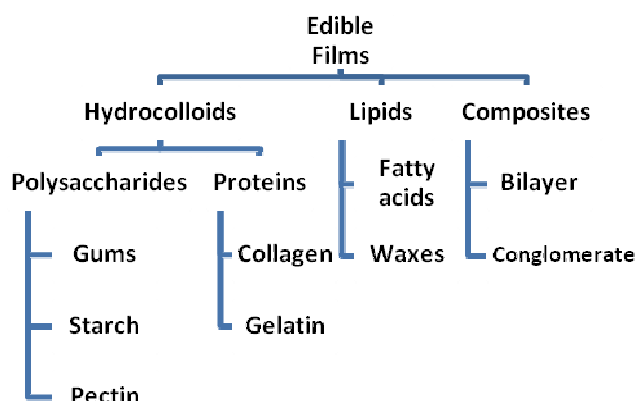 Edible
Films
Hydrocolloids Lipids Composites
Polysaccharides Proteins Fatty acids Bilayer
Gums Collagen Waxes Conglomerate
Starch Gelatin
Pectin